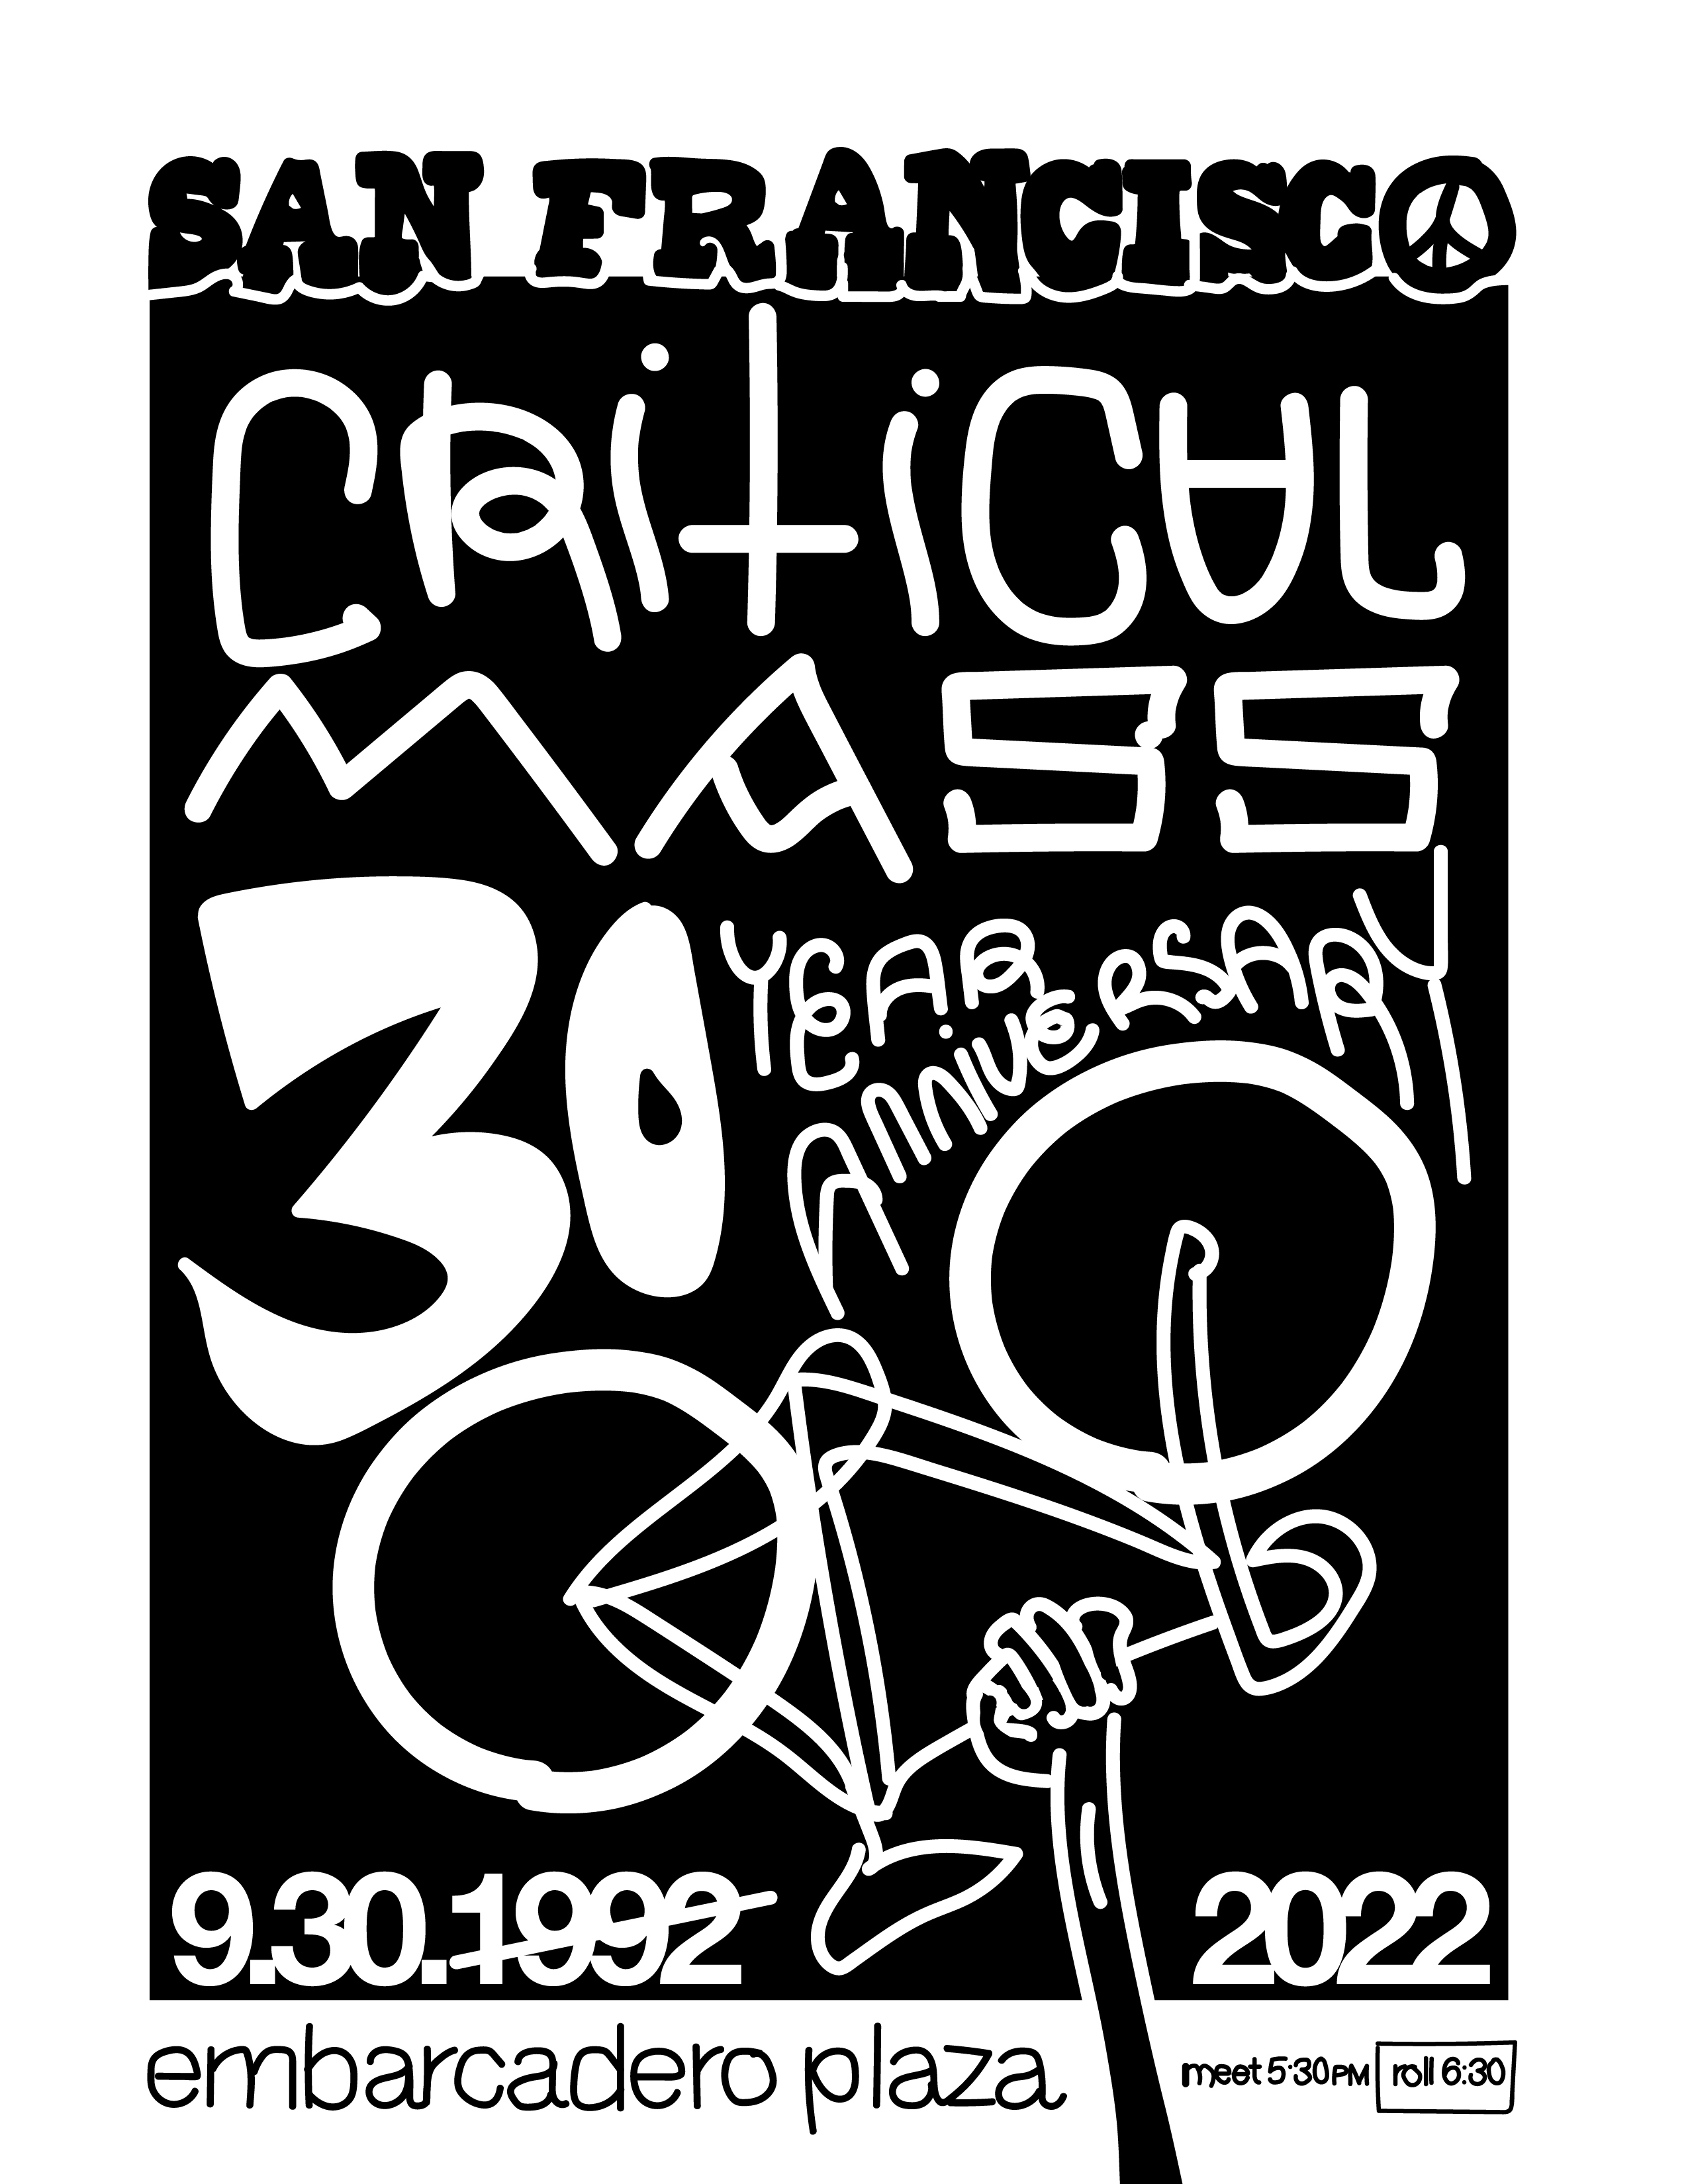 SAN FRANCISCO
CRiTiCAL
MASS
30 YEAR
ANNiVERSARY
9.30.1992 2022
embarcadero plaza meet 5:30PM roll 6:30